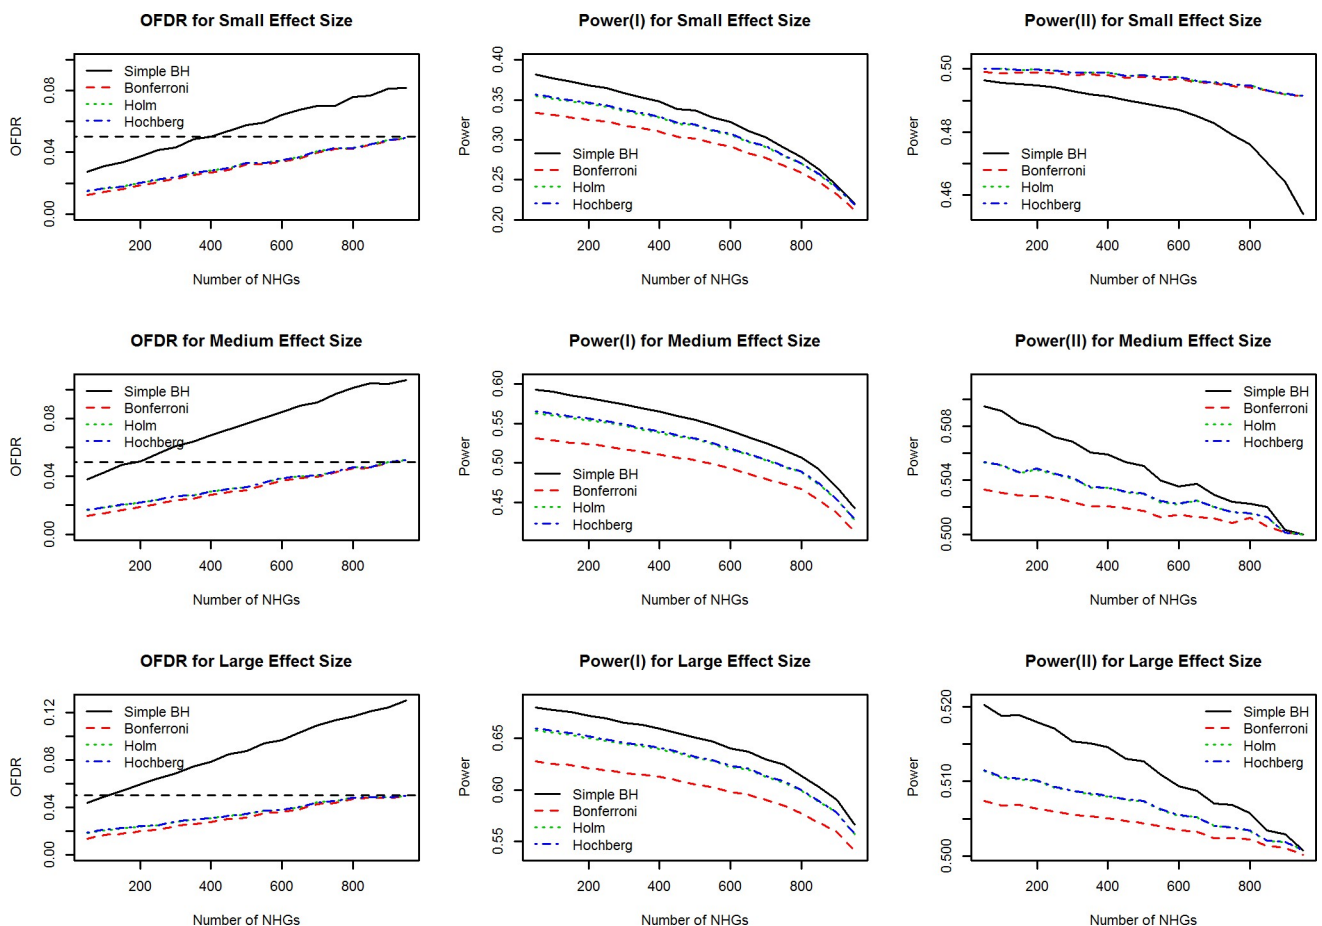 OFDR for Small Effect Size
OFDR
0.00
0.04
0.08
Simple BH
Bonferroni
Holm
Hochberg
200 400 600 800
Number of NHGs
Power(I) for Small Effect Size
Power
0.20
0.25
0.30
0.35
0.40
Simple BH
Bonferroni
Holm
Hochberg
200 400 600 800
Number of NHGs
Power(II) for Small Effect Size
Power
0.46
0.48
0.50
Simple BH
Bonferroni
Holm
Hochberg
200 400 600 800
Number of NHGs
OFDR for Medium Effect Size
OFDR
0.00
0.04
0.08
Simple BH
Bonferroni
Holm
Hochberg
200 400 600 800
Number of NHGs
Power(I) for Medium Effect Size
Power
0.45
0.50
0.55
0.60
Simple BH
Bonferroni
Holm
Hochberg
200 400 600 800
Number of NHGs
Power(II) for Medium Effect Size
Power
0.500
0.504
0.508
Simple BH
Bonferroni
Holm
Hochberg
200 400 600 800
Number of NHGs
OFDR for Large Effect Size
OFDR
0.00
0.04
0.08
0.12
Simple BH
Bonferroni
Holm
Hochberg
200 400 600 800
Number of NHGs
Power(I) for Large Effect Size
Power
0.55
0.60
0.65
Simple BH
Bonferroni
Holm
Hochberg
200 400 600 800
Number of NHGs
Power(II) for Large Effect Size
Power
0.500
0.510
0.520
Simple BH
Bonferroni
Holm
Hochberg
200 400 600 800
Number of NHGs